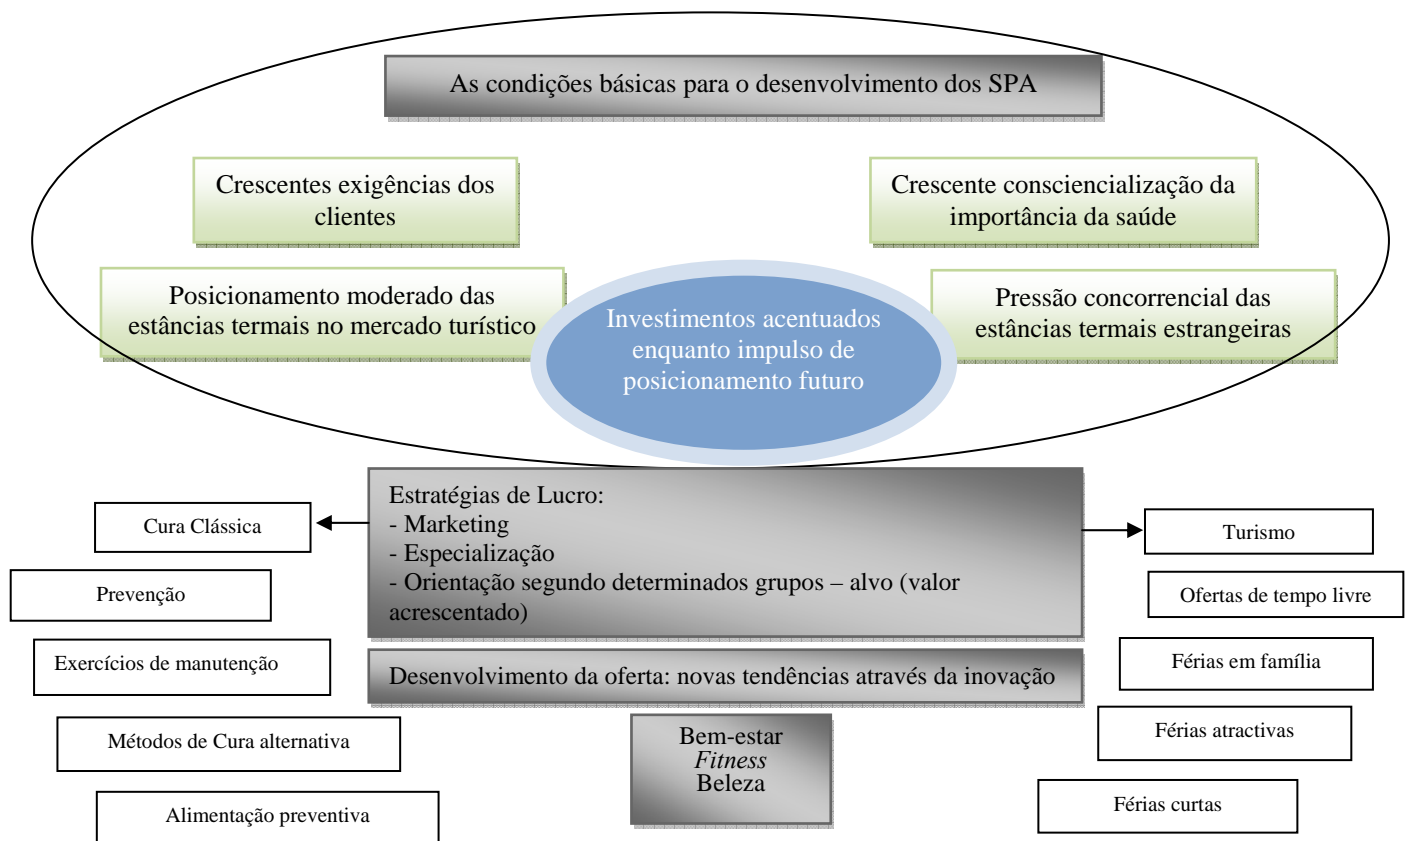 As condições básicas para o desenvolvimento dos SPA
Crescentes exigências dos
clientes
Crescente consciencialização da
importância da saúde
Posicionamento moderado das
estâncias termais no mercado turístico
Investimentos acentuados
enquanto impulso de
posicionamento futuro
Pressão concorrencial das
estâncias termais estrangeiras
Estratégias de Lucro:
- Marketing
- Especialização
- Orientação segundo determinados grupos – alvo (valor
acrescentado)
Cura Clássica
Prevenção
Exercícios de manutenção
Métodos de Cura alternativa
Alimentação preventiva
Turismo
Ofertas de tempo livre
Férias em família
Férias atractivas
Férias curtas
Desenvolvimento da oferta: novas tendências através da inovação
Bem-estar
Fitness
Beleza